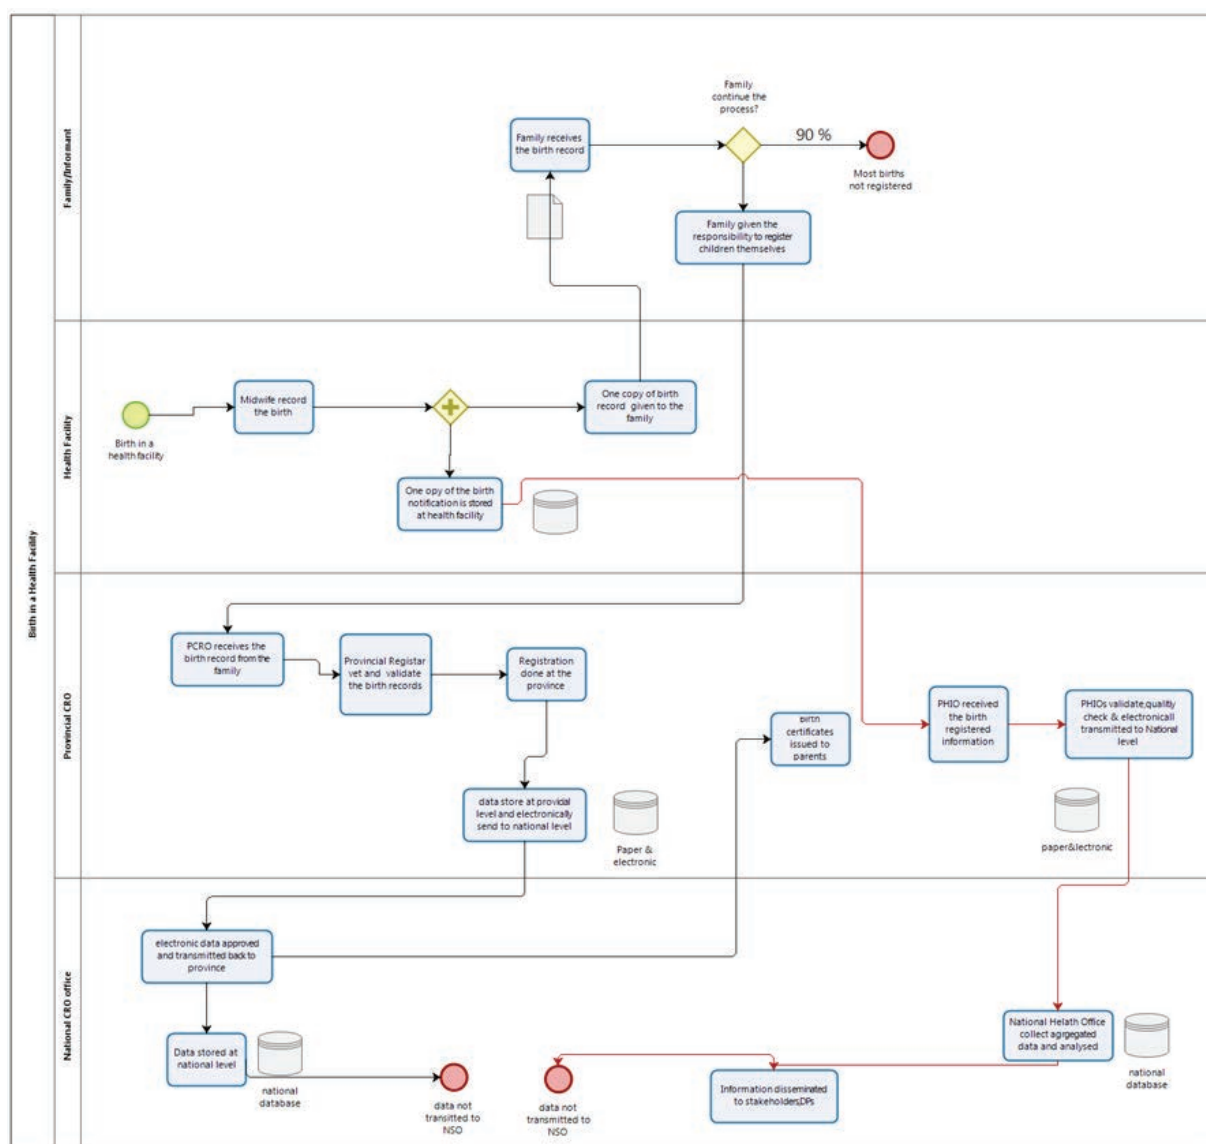 Birth in a Health Facility
Family/Informant
Family
continue the
process?
Family receives
the birth record
90 %
Most births
not registered
Family given the
responsibility to register
children themselves
Health Facility
Birth in a
health facility
Midwife record
the birth
One copy of birth
record given to the
family
One opy of the birth
notification is stored
at health facility
Provincial CRO
PCRO receives the
birth record from the
family
Provincial Registar
vet and validate
the birth records
Registration
done at the
province
data store at providal
level and electronically
send to national level
Paper &
electronic
birth
certificates
issued to
parents
PHIO received
the birth
registered
information
PHIOs validate,quality
check & electronicall
transmitted to National
level
paper&lectronic
National CRO office
electronic data approved
and transmitted back to
province
Data stored at
national level
national
database
data not
transitted to
NSO
data not
transmitted to
NSO
Information disseminated
to stakeholders,DPs
National Helath Office
collect agrgegated
data and analysed
national
database